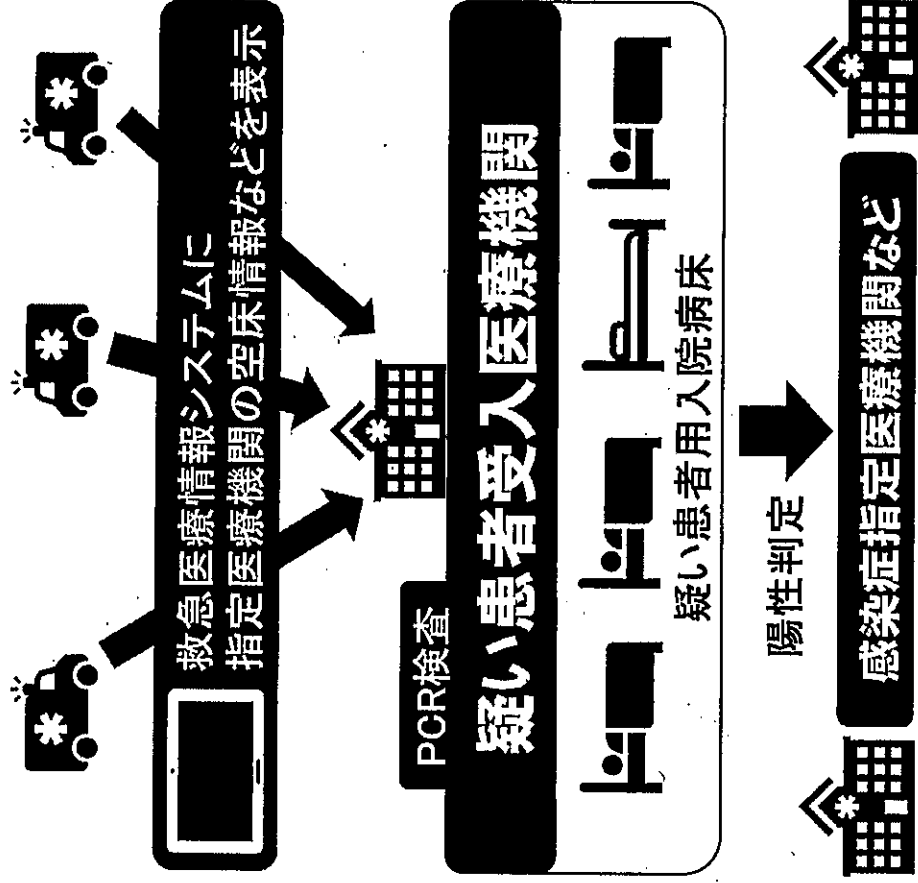 救急医療情報システムに
指定医療機関の空床情報などを表示
PCR検査
疑い患者受入医療機関
疑い患者用入院病床
陽性判定
感染症指定医療機関など